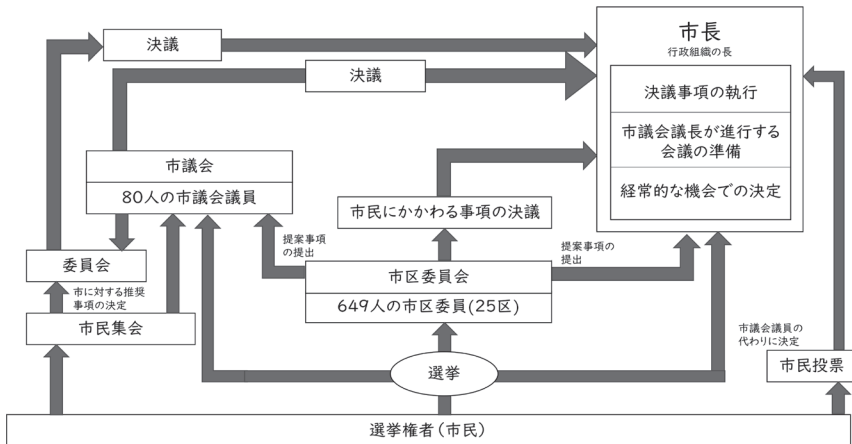 決議
決議
市長
行政組織の長
決議事項の執行
市議会議長が進行する
会議の準備
経常的な機会での決定
市議会
80人の市議会議員
市民にかかわる事項の決議
提案事項
の提出
提案事項の
提出
委員会
市区委員会
649人の市区委員(25区)
市に対する推奨
事項の決定
市民集会
市議会議員の
代わりに決定
選挙
市民投票
選挙権者(市民)